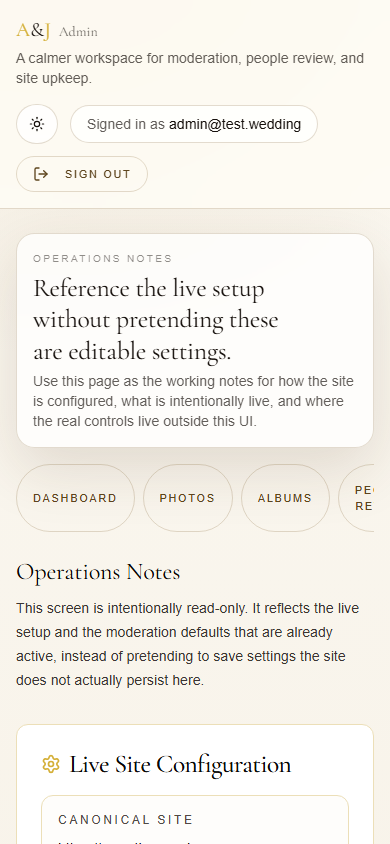 A&J Admin
A calmer workspace for moderation, people review, and
site upkeep.
Signed in as admin@test.wedding
SIGN OUT
OPERATIONS NOTES
Reference the live setup
without pretending these
are editable settings.
Use this page as the working notes for how the site
is configured, what is intentionally live, and where
the real controls live outside this UI.
DASHBOARD
PHOTOS
ALBUMS
Operations Notes
This screen is intentionally read-only. It reflects the live
setup and the moderation defaults that are already
active, instead of pretending to save settings the site
does not actually persist here.
Live Site Configuration
CANONICAL SITE